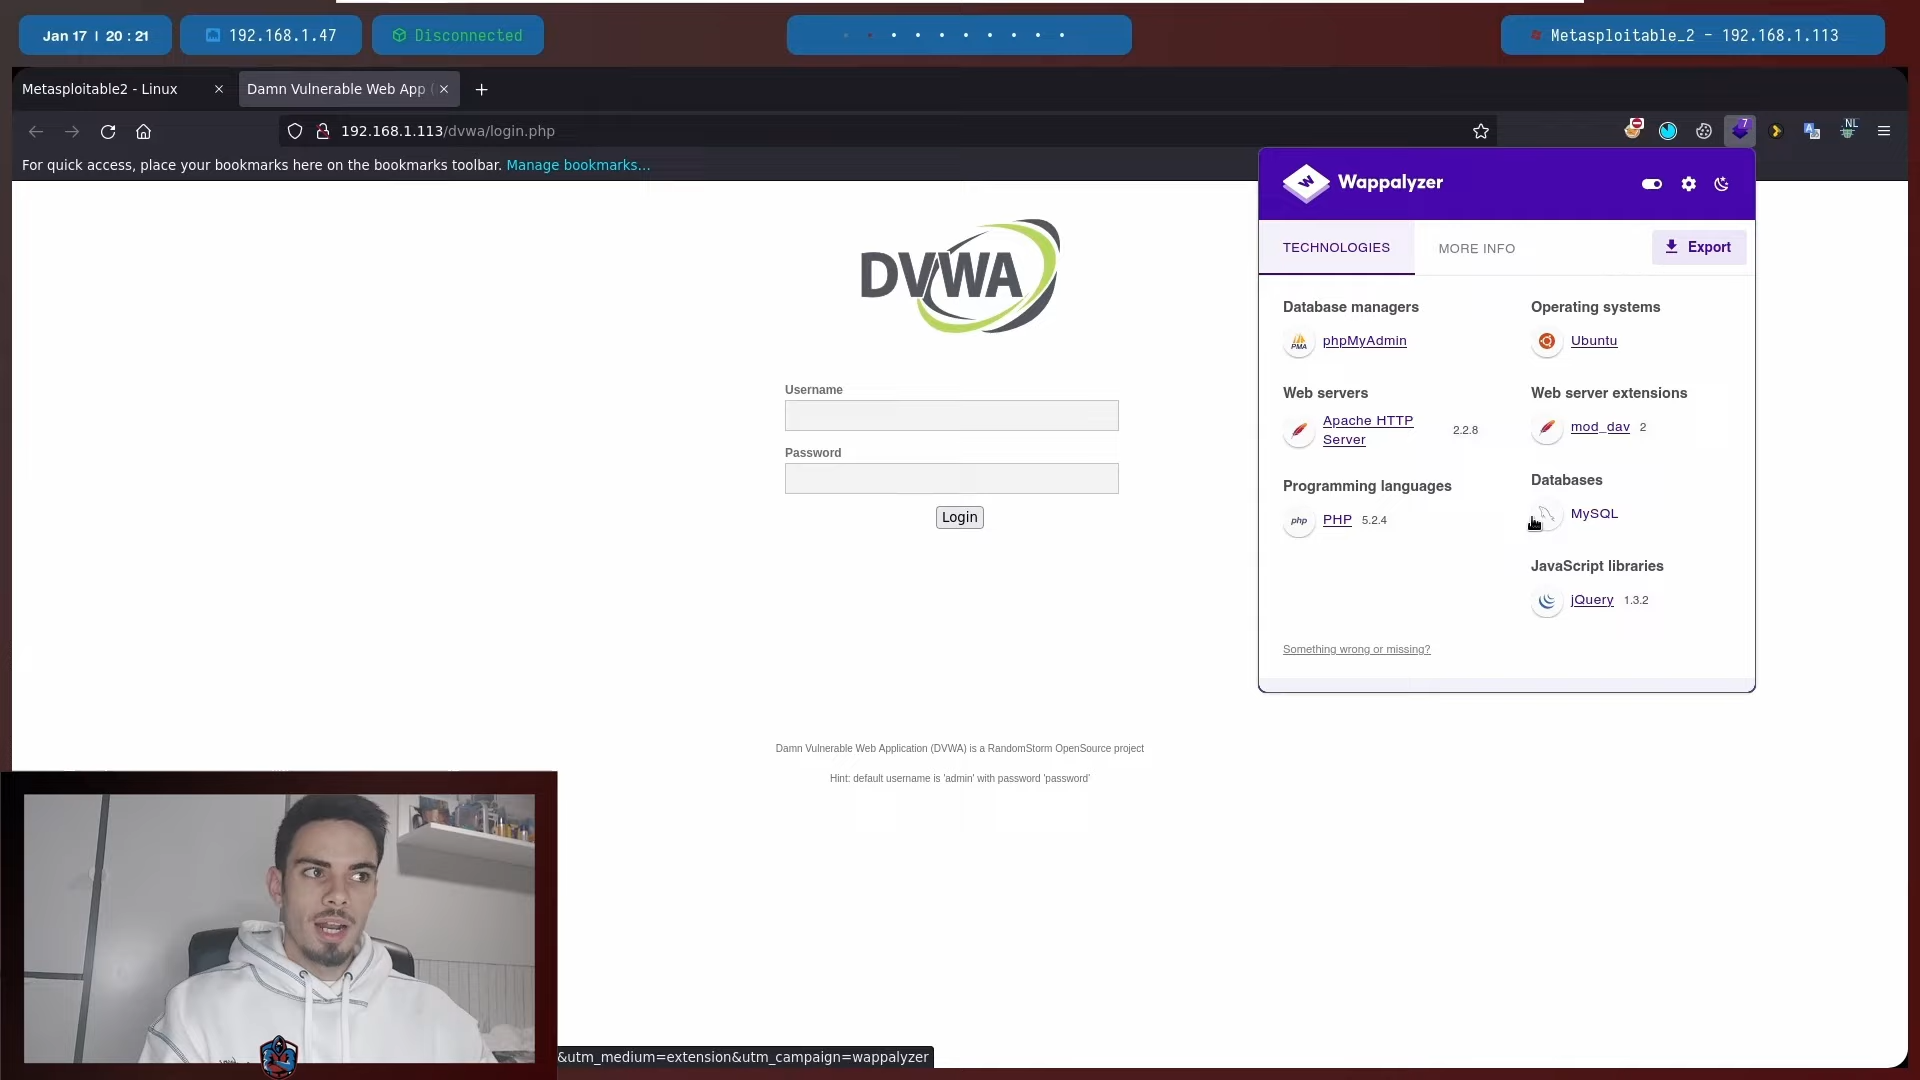 Jan 17 | 20 : 21
192.168.1.47
Disconnected
Metasploitable_2 - 192.168.1.113
Metasploitable2 - Linux
Damn Vulnerable Web App (
192.168.1.113/dvwa/login.php
7
NL
For quick access, place your bookmarks here on the bookmarks toolbar. Manage bookmarks...
Wappalyzer
TECHNOLOGIES
MORE INFO
Export
Database managers
PMA
phpMyAdmin
Web servers
Apache HTTP
Server
2.2.8
Programming languages
php
PHP 5.2.4
Operating systems
Ubuntu
Web server extensions
mod_dav 2
Databases
MySQL
JavaScript libraries
jQuery 1.3.2
Something wrong or missing?
DVWA
Username
Password
Login
Damn Vulnerable Web Application (DVWA) is a RandomStorm OpenSource project
Hint: default username is 'admin' with password 'password'
&utm_medium=extension&utm_campaign=wappalyzer